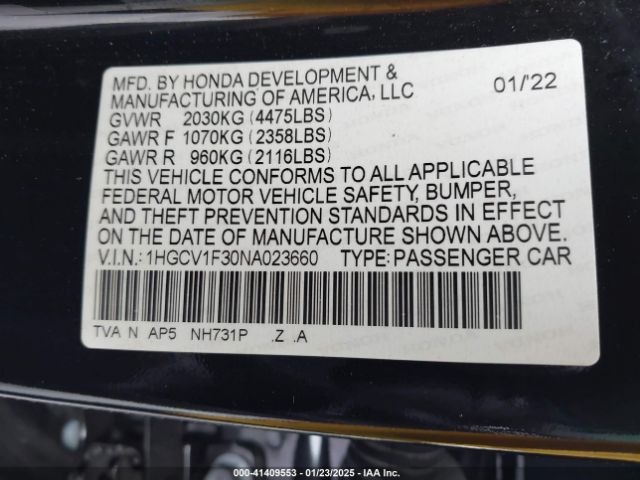 MFD. BY HONDA DEVELOPMENT &
MANUFACTURING OF AMERICA, LLC 01/'22
GVWR 2030KG (4475LBS)
GAWR F 1070KG (2358LBS)
GAWR R 960KG (2116LBS)
THIS VEHICLE CONFORMS TO ALL APPLICABLE
FEDERAL MOTOR VEHICLE SAFETY, BUMPER,
AND THEFT PREVENTION STANDARDS IN EFFECT
ON THE DATE OF MANUFACTURE SHOWN ABOVE.
V.I.N.: 1HGCV1F30NA023660 TYPE: PASSENGER CAR
TVA N AP5 NH731P .Z .A
000-41409553 - 01/23/2025 - IAA Inc.